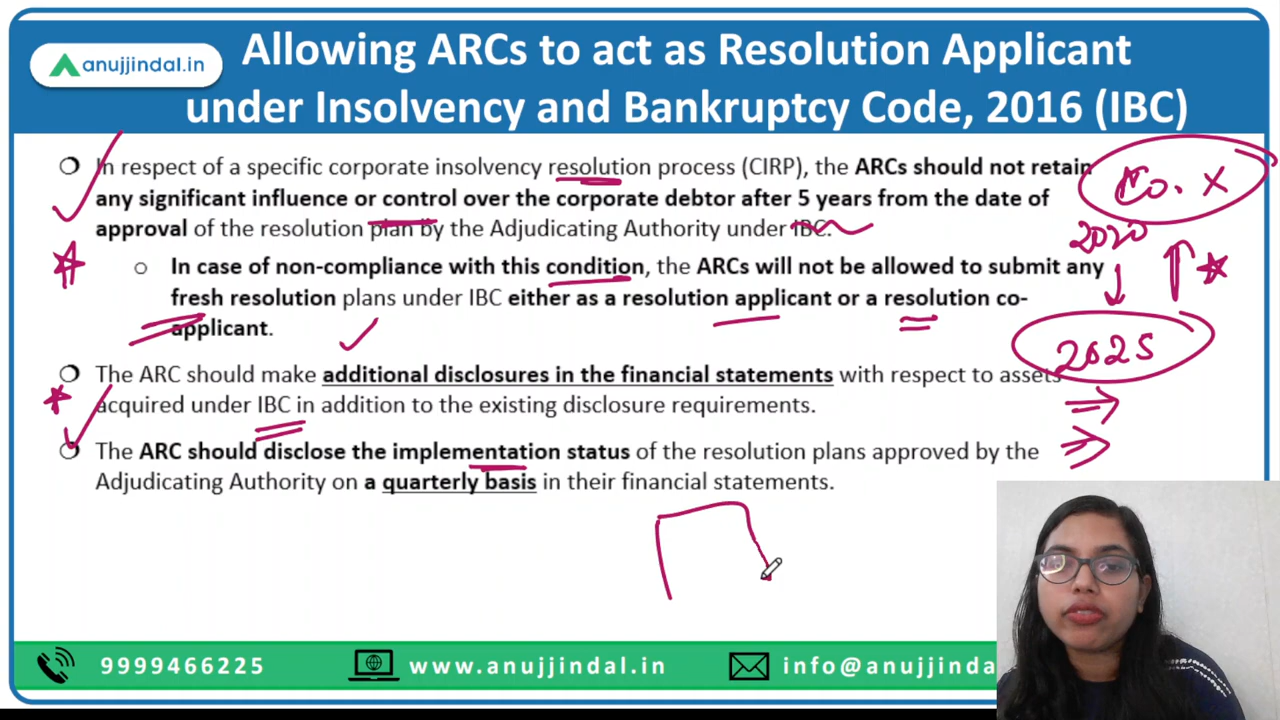 anujjindal.in
Allowing ARCs to act as Resolution Applicant
under Insolvency and Bankruptcy Code, 2016 (IBC)
In respect of a specific corporate insolvency resolution process (CIRP), the ARCs should not retain
any significant influence or control over the corporate debtor after 5 years from the date of
approval of the resolution plan by the Adjudicating Authority under IBC.
In case of non-compliance with this condition, the ARCs will not be allowed to submit any
fresh resolution plans under IBC either as a resolution applicant or a resolution co-
applicant.
The ARC should make additional disclosures in the financial statements with respect to assets
acquired under IBC in addition to the existing disclosure requirements.
The ARC should disclose the implementation status of the resolution plans approved by the
Adjudicating Authority on a quarterly basis in their financial statements.
Co. X
2020
2025
9999466225
www.anujjindal.in
info@anujjinda